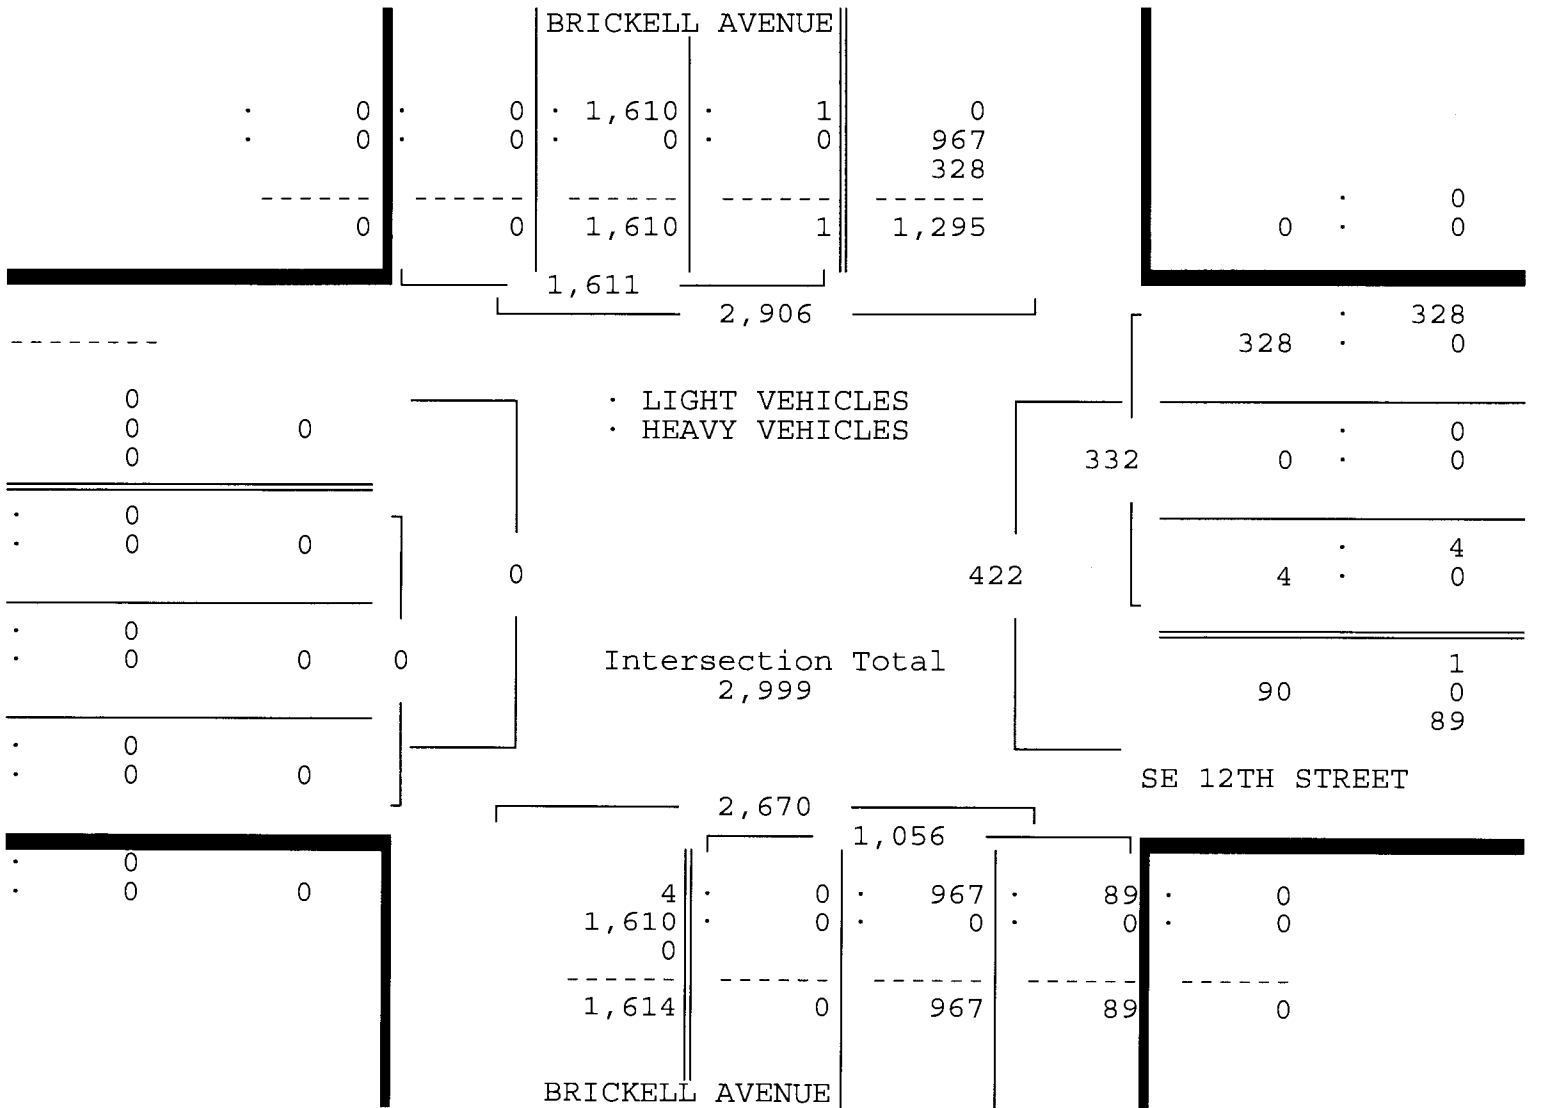 BRICKELL AVENUE
· 0 · 0 · 1,610 · 1 0
· 0 · 0 · 0 · 0 967
328
------ ------ ------ ------ ------ · 0
0 0 1,610 1 1,295 0 · 0
1,611
2,906 · 328
-------- 328 · 0
0 · LIGHT VEHICLES
0 0 · HEAVY VEHICLES · 0
0 332 0 · 0
· 0
· 0 0 · 4
0 422 4 · 0
· 0
· 0 0 0 Intersection Total 1
2,999 90 0
89
· 0
· 0 0 SE 12TH STREET
2,670
1,056
· 0
· 0 0 4 · 0 · 967 · 89 · 0
1,610 · 0 · 0 · 0 · 0
0
------ ------ ------ ------ ------
1,614 0 967 89 0
BRICKELL AVENUE